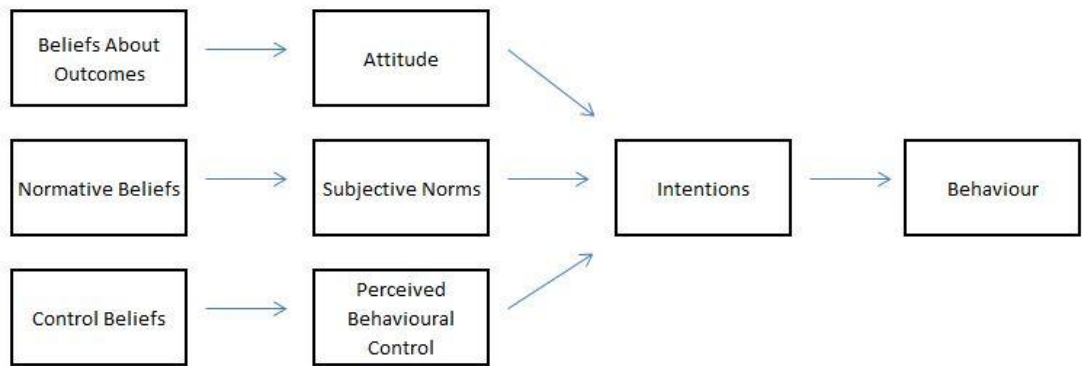 Beliefs About
Outcomes
Attitude
Normative Beliefs
Subjective Norms
Intentions
Behaviour
Control Beliefs
Perceived
Behavioural
Control